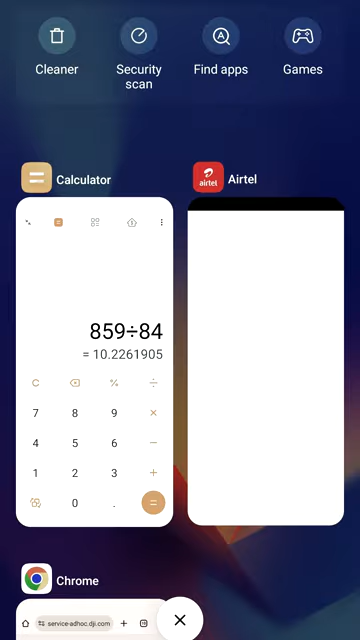 Cleaner
Security scan
Find apps
Games
Calculator
airtel
Airtel
859÷84
= 10.2261905
C
%
÷
7 8 9 ×
4 5 6 −
1 2 3 +
0 . =
Chrome
service-adhoc.dji.com